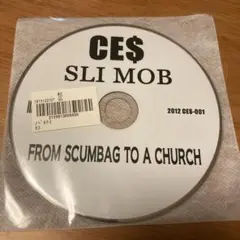 CE$
SLI MOB
2012 CES-001
FROM SCUMBAG TO A CHURCH